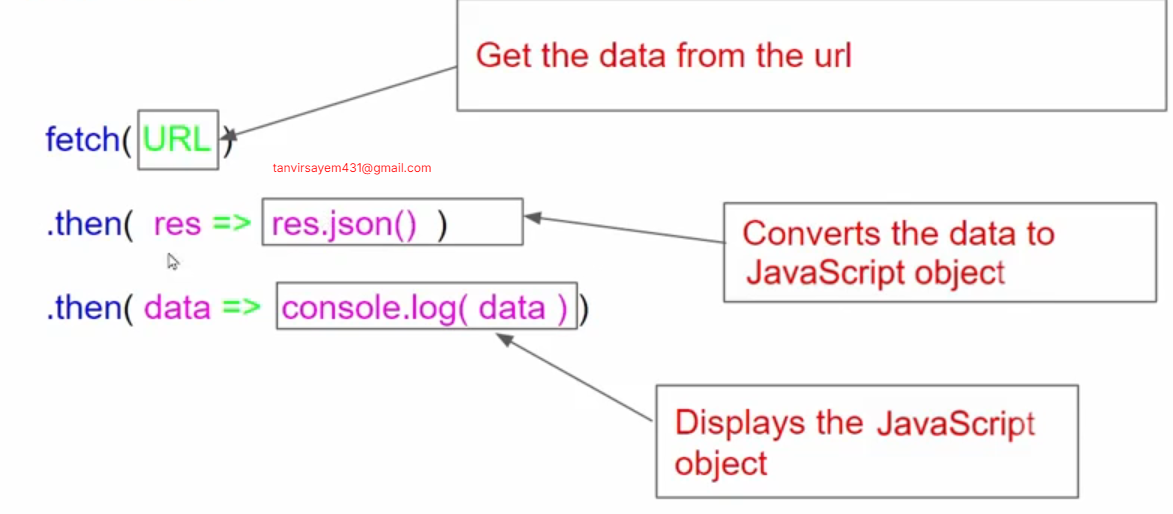 Get the data from the url
fetch( URL )
tanvirsayem431@gmail.com
.then( res => res.json() )
Converts the data to
JavaScript object
.then( data => console.log( data ) )
Displays the JavaScript
object